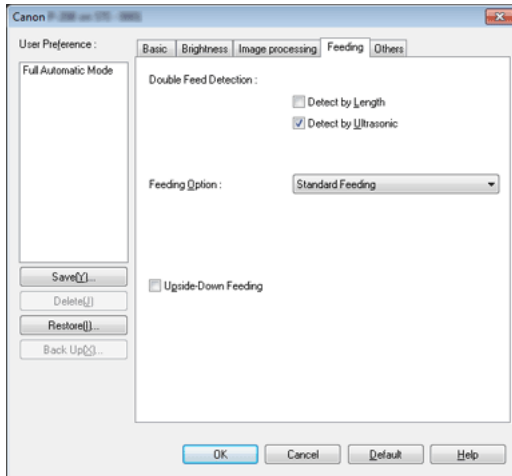 Canon
User Preference :
Full Automatic Mode
Save(Y)...
Delete(J)
Restore(I)...
Back Up(X)...
Basic Brightness Image processing Feeding Others
Double Feed Detection :
Detect by Length
Detect by Ultrasonic
Feeding Option : Standard Feeding
Upside-Down Feeding
OK Cancel Default Help